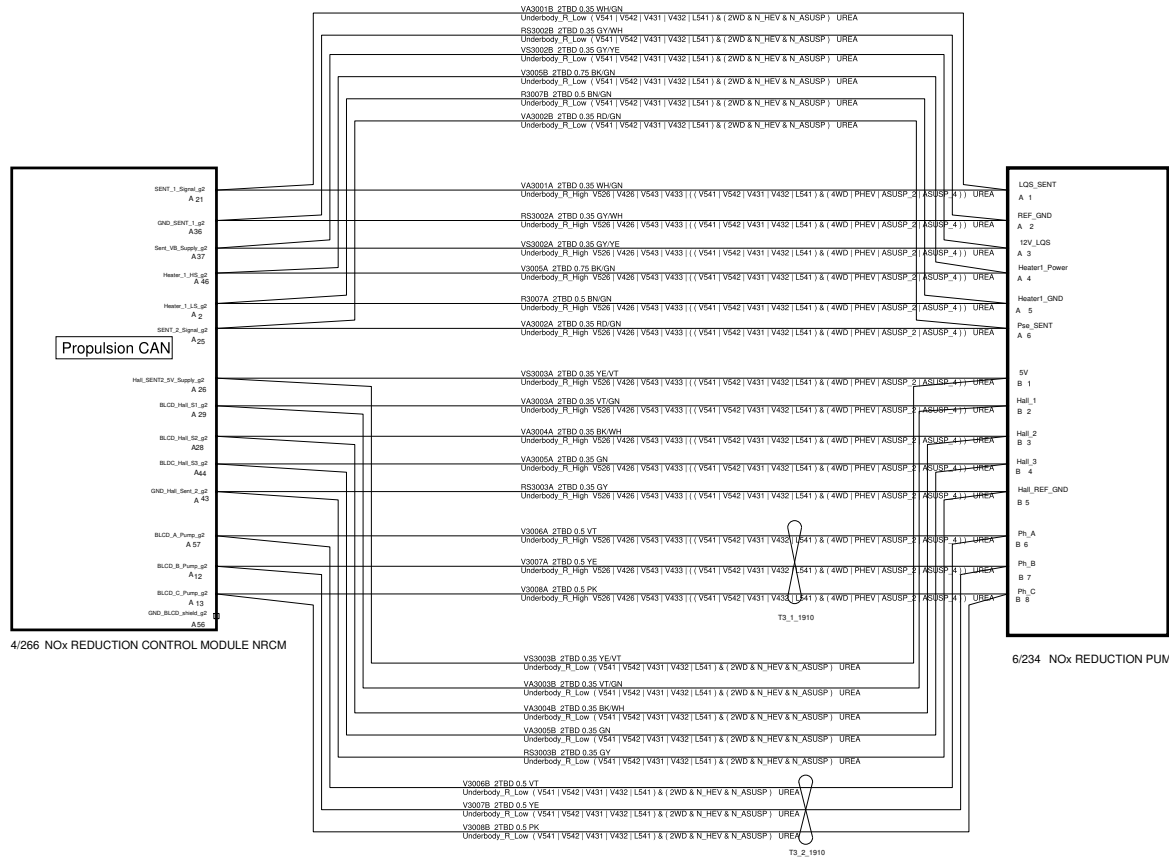 VA3001B 2TBD 0.35 WH/GN
Underbody_R_Low ( V541 | V542 | V431 | V432 | L541 ) & ( 2WD & N_HEV & N_ASUSP ) UREA
RS3002B 2TBD 0.35 GY/WH
Underbody_R_Low ( V541 | V542 | V431 | V432 | L541 ) & ( 2WD & N_HEV & N_ASUSP ) UREA
VS3002B 2TBD 0.35 GY/YE
Underbody_R_Low ( V541 | V542 | V431 | V432 | L541 ) & ( 2WD & N_HEV & N_ASUSP ) UREA
V3005B 2TBD 0.75 BK/GN
Underbody_R_Low ( V541 | V542 | V431 | V432 | L541 ) & ( 2WD & N_HEV & N_ASUSP ) UREA
R3007B 2TBD 0.5 BN/GN
Underbody_R_Low ( V541 | V542 | V431 | V432 | L541 ) & ( 2WD & N_HEV & N_ASUSP ) UREA
VA3002B 2TBD 0.35 RD/GN
Underbody_R_Low ( V541 | V542 | V431 | V432 | L541 ) & ( 2WD & N_HEV & N_ASUSP ) UREA
SENT_1_Signal_g2
A 21
VA3001A 2TBD 0.35 WH/GN
Underbody_R_High V526 | V426 | V543 | V433 | ( ( V541 | V542 | V431 | V432 | L541 ) & ( 4WD | PHEV | ASUSP_2 | ASUSP_4 ) ) UREA
LQS_SENT
A 1
GND_SENT_1_g2
A36
RS3002A 2TBD 0.35 GY/WH
Underbody_R_High V526 | V426 | V543 | V433 | ( ( V541 | V542 | V431 | V432 | L541 ) & ( 4WD | PHEV | ASUSP_2 | ASUSP_4 ) ) UREA
REF_GND
A 2
Sent_VB_Supply_g2
A37
VS3002A 2TBD 0.35 GY/YE
Underbody_R_High V526 | V426 | V543 | V433 | ( ( V541 | V542 | V431 | V432 | L541 ) & ( 4WD | PHEV | ASUSP_2 | ASUSP_4 ) ) UREA
12V_LQS
A 3
Heater_1_HS_g2
A 46
V3005A 2TBD 0.75 BK/GN
Underbody_R_High V526 | V426 | V543 | V433 | ( ( V541 | V542 | V431 | V432 | L541 ) & ( 4WD | PHEV | ASUSP_2 | ASUSP_4 ) ) UREA
Heater1_Power
A 4
Heater_1_LS_g2
A 2
R3007A 2TBD 0.5 BN/GN
Underbody_R_High V526 | V426 | V543 | V433 | ( ( V541 | V542 | V431 | V432 | L541 ) & ( 4WD | PHEV | ASUSP_2 | ASUSP_4 ) ) UREA
Heater1_GND
A 5
SENT_2_Signal_g2
A25
VA3002A 2TBD 0.35 RD/GN
Underbody_R_High V526 | V426 | V543 | V433 | ( ( V541 | V542 | V431 | V432 | L541 ) & ( 4WD | PHEV | ASUSP_2 | ASUSP_4 ) ) UREA
Pse_SENT
A 6
Propulsion CAN
Hall_SENT2_5V_Supply_g2
A 26
VS3003A 2TBD 0.35 YE/VT
Underbody_R_High V526 | V426 | V543 | V433 | ( ( V541 | V542 | V431 | V432 | L541 ) & ( 4WD | PHEV | ASUSP_2 | ASUSP_4 ) ) UREA
5V
B 1
BLCD_Hall_S1_g2
A 29
VA3003A 2TBD 0.35 VT/GN
Underbody_R_High V526 | V426 | V543 | V433 | ( ( V541 | V542 | V431 | V432 | L541 ) & ( 4WD | PHEV | ASUSP_2 | ASUSP_4 ) ) UREA
Hall_1
B 2
BLCD_Hall_S2_g2
A28
VA3004A 2TBD 0.35 BK/WH
Underbody_R_High V526 | V426 | V543 | V433 | ( ( V541 | V542 | V431 | V432 | L541 ) & ( 4WD | PHEV | ASUSP_2 | ASUSP_4 ) ) UREA
Hall_2
B 3
BLDC_Hall_S3_g2
A44
VA3005A 2TBD 0.35 GN
Underbody_R_High V526 | V426 | V543 | V433 | ( ( V541 | V542 | V431 | V432 | L541 ) & ( 4WD | PHEV | ASUSP_2 | ASUSP_4 ) ) UREA
Hall_3
B 4
GND_Hall_Sent_2_g2
A 43
RS3003A 2TBD 0.35 GY
Underbody_R_High V526 | V426 | V543 | V433 | ( ( V541 | V542 | V431 | V432 | L541 ) & ( 4WD | PHEV | ASUSP_2 | ASUSP_4 ) ) UREA
Hall_REF_GND
B 5
BLCD_A_Pump_g2
A 57
V3006A 2TBD 0.5 VT
Underbody_R_High V526 | V426 | V543 | V433 | ( ( V541 | V542 | V431 | V432 | L541 ) & ( 4WD | PHEV | ASUSP_2 | ASUSP_4 ) ) UREA
Ph_A
B 6
BLCD_B_Pump_g2
A12
V3007A 2TBD 0.5 YE
Underbody_R_High V526 | V426 | V543 | V433 | ( ( V541 | V542 | V431 | V432 | L541 ) & ( 4WD | PHEV | ASUSP_2 | ASUSP_4 ) ) UREA
Ph_B
B 7
BLCD_C_Pump_g2
A 13
V3008A 2TBD 0.5 PK
Underbody_R_High V526 | V426 | V543 | V433 | ( ( V541 | V542 | V431 | V432 | L541 ) & ( 4WD | PHEV | ASUSP_2 | ASUSP_4 ) ) UREA
Ph_C
B 8
GND_BLCD_shield_g2
A56
T3_1_1910
4/266 NOx REDUCTION CONTROL MODULE NRCM
6/234 NOx REDUCTION PUM
VS3003B 2TBD 0.35 YE/VT
Underbody_R_Low ( V541 | V542 | V431 | V432 | L541 ) & ( 2WD & N_HEV & N_ASUSP ) UREA
VA3003B 2TBD 0.35 VT/GN
Underbody_R_Low ( V541 | V542 | V431 | V432 | L541 ) & ( 2WD & N_HEV & N_ASUSP ) UREA
VA3004B 2TBD 0.35 BK/WH
Underbody_R_Low ( V541 | V542 | V431 | V432 | L541 ) & ( 2WD & N_HEV & N_ASUSP ) UREA
VA3005B 2TBD 0.35 GN
Underbody_R_Low ( V541 | V542 | V431 | V432 | L541 ) & ( 2WD & N_HEV & N_ASUSP ) UREA
RS3003B 2TBD 0.35 GY
Underbody_R_Low ( V541 | V542 | V431 | V432 | L541 ) & ( 2WD & N_HEV & N_ASUSP ) UREA
V3006B 2TBD 0.5 VT
Underbody_R_Low ( V541 | V542 | V431 | V432 | L541 ) & ( 2WD & N_HEV & N_ASUSP ) UREA
V3007B 2TBD 0.5 YE
Underbody_R_Low ( V541 | V542 | V431 | V432 | L541 ) & ( 2WD & N_HEV & N_ASUSP ) UREA
V3008B 2TBD 0.5 PK
Underbody_R_Low ( V541 | V542 | V431 | V432 | L541 ) & ( 2WD & N_HEV & N_ASUSP ) UREA
T3_2_1910